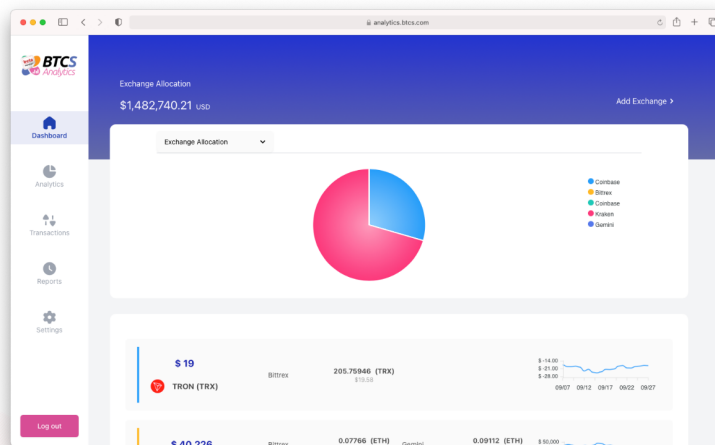 analytics.btcs.com
BTCS
Analytics
Exchange Allocation
$1,482,740.21 USD
Add Exchange
Dashboard
Analytics
Transactions
Reports
Settings
Log out
Exchange Allocation
Coinbase
Bittrex
Coinbase
Kraken
Gemini
$ 19
TRON (TRX)
Bittrex
205.75946 (TRX)
$19.58
$ -14.00
$ -21.00
$ -28.00
09/07 09/12 09/17 09/22 09/27
$ 40,226
Bittrex
0.07766 (ETH)
Gemini
0.09112 (ETH)
$ 50,000